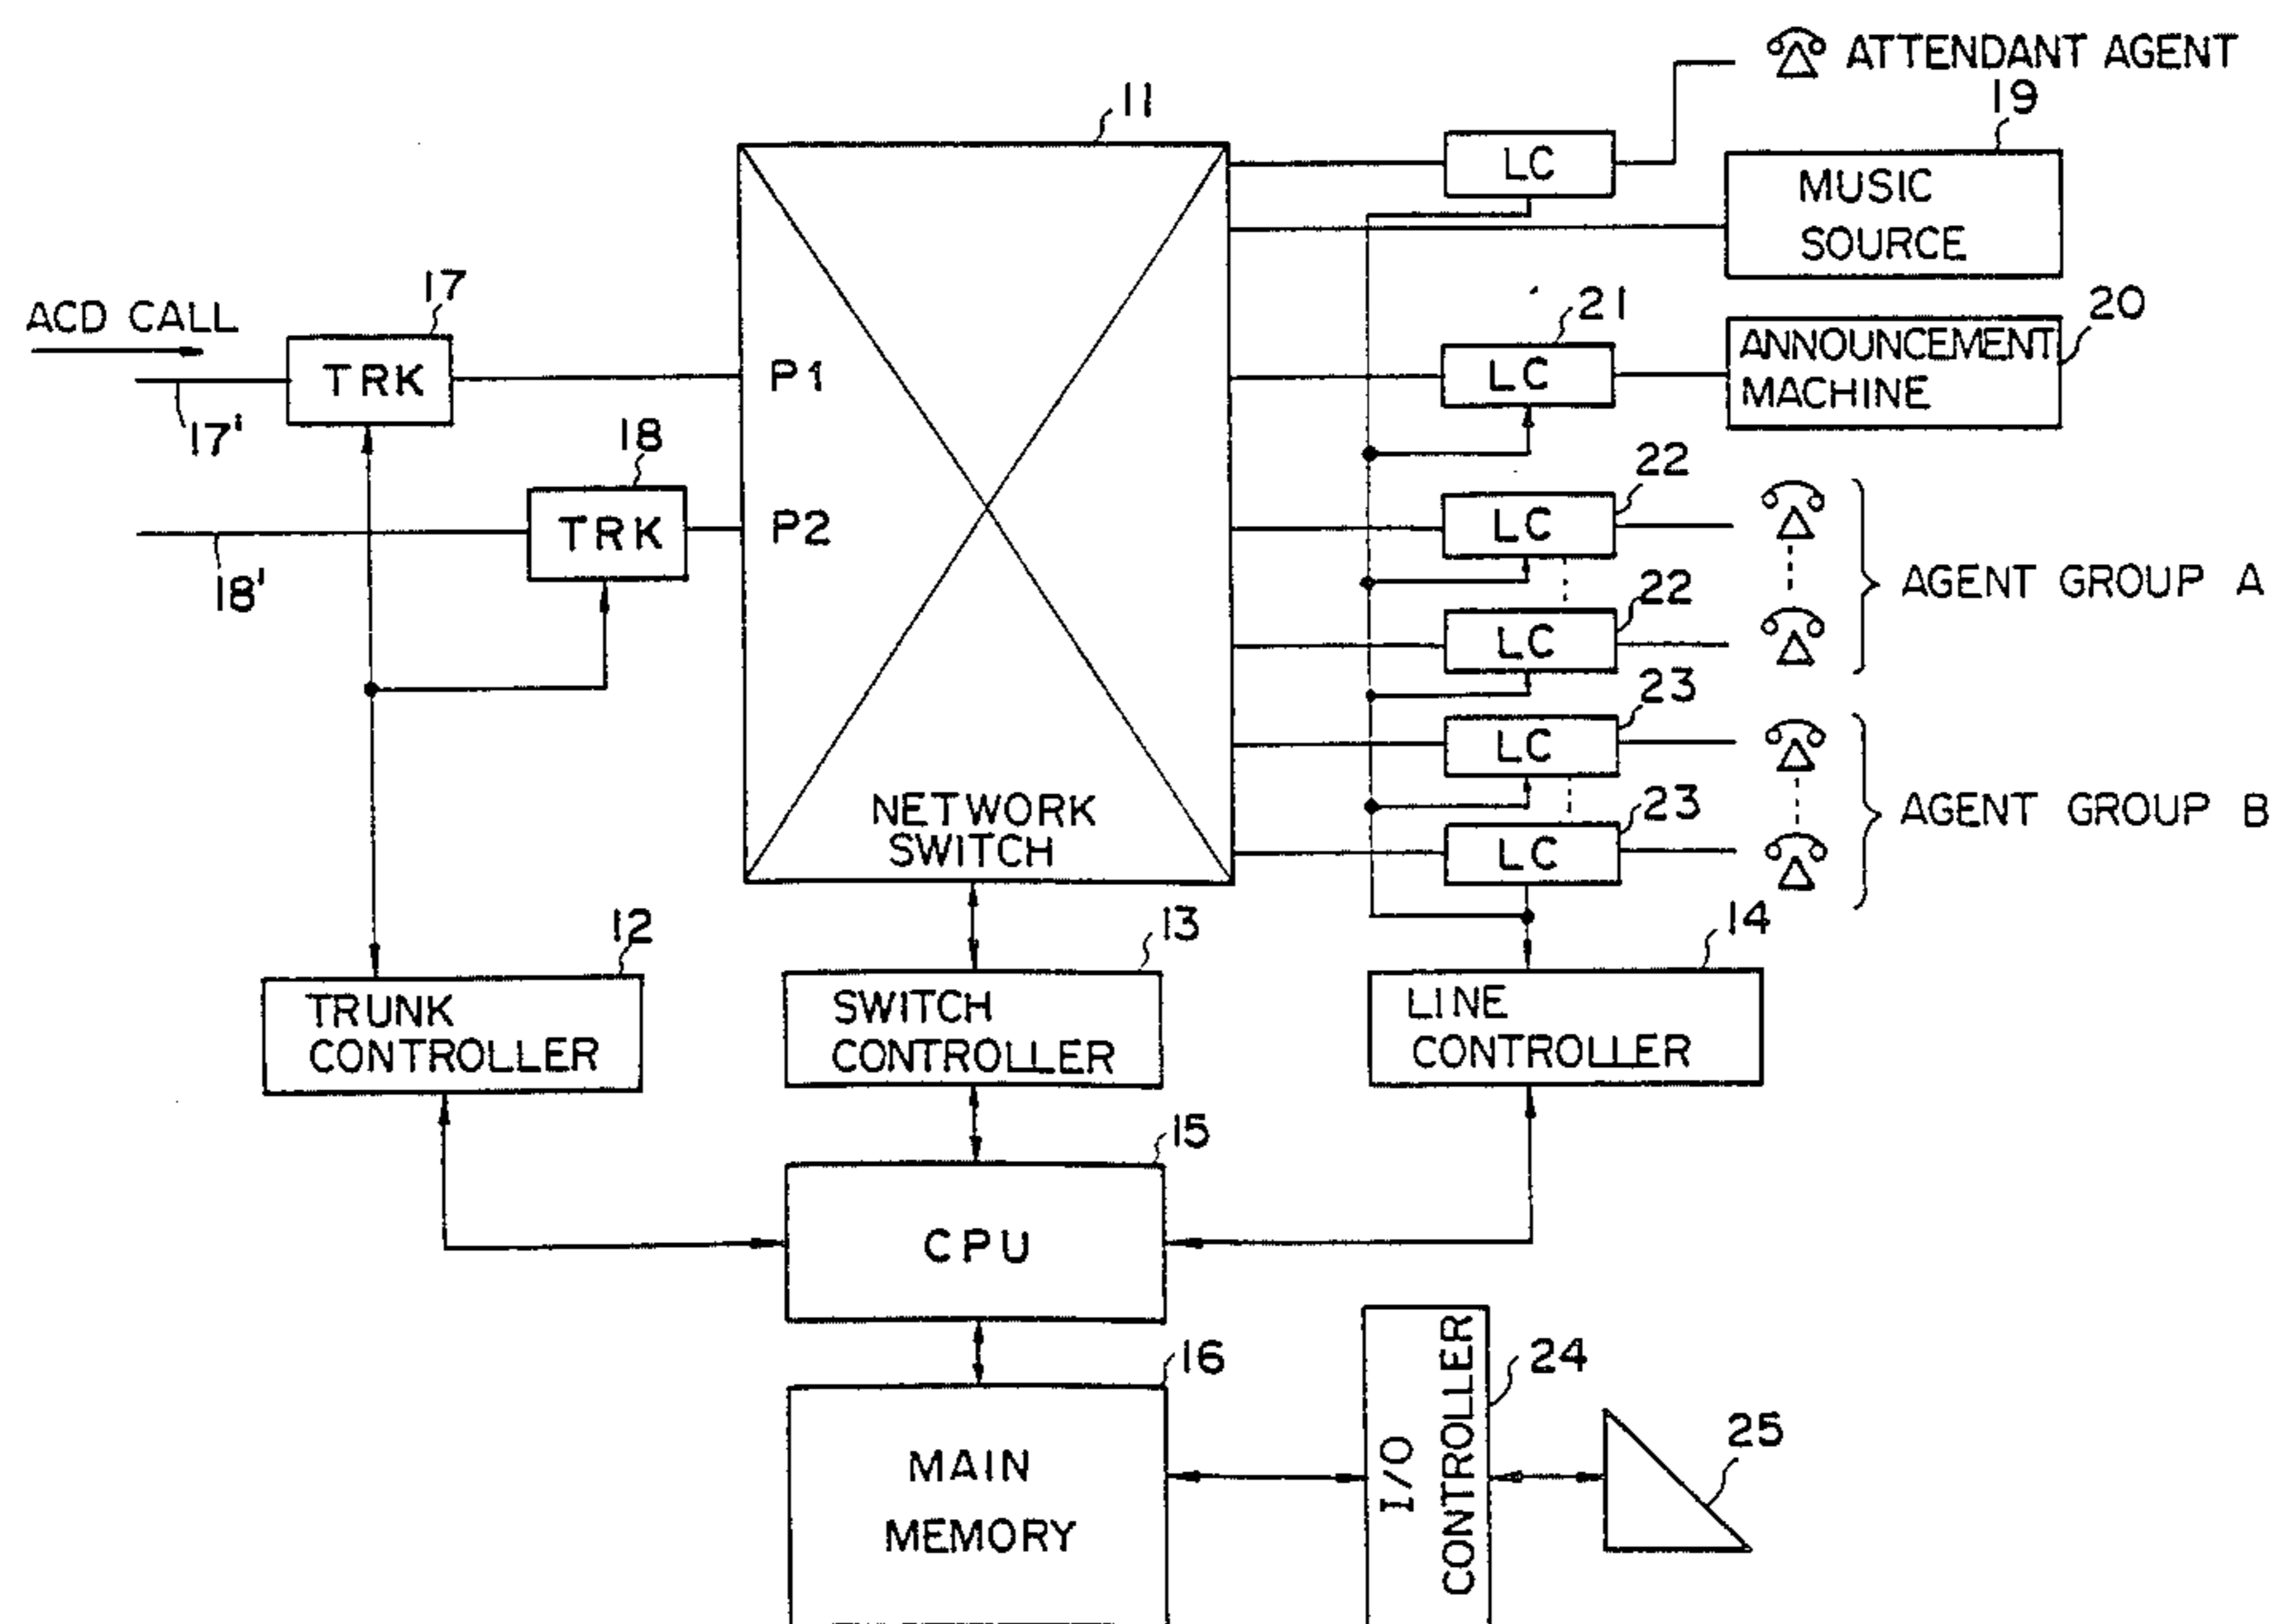 ATTENDANT AGENT
19
11
LC
MUSIC
SOURCE
17
ACD CALL
21
20
TRK
P1
LC
ANNOUNCEMENT
MACHINE
17'
18
22
TRK
P2
LC
18'
22
AGENT GROUP A
LC
23
LC
NETWORK
SWITCH
23
AGENT GROUP B
LC
12
13
14
TRUNK
CONTROLLER
SWITCH
CONTROLLER
LINE
CONTROLLER
15
CPU
16
24
I/O
CONTROLLER
25
MAIN
MEMORY